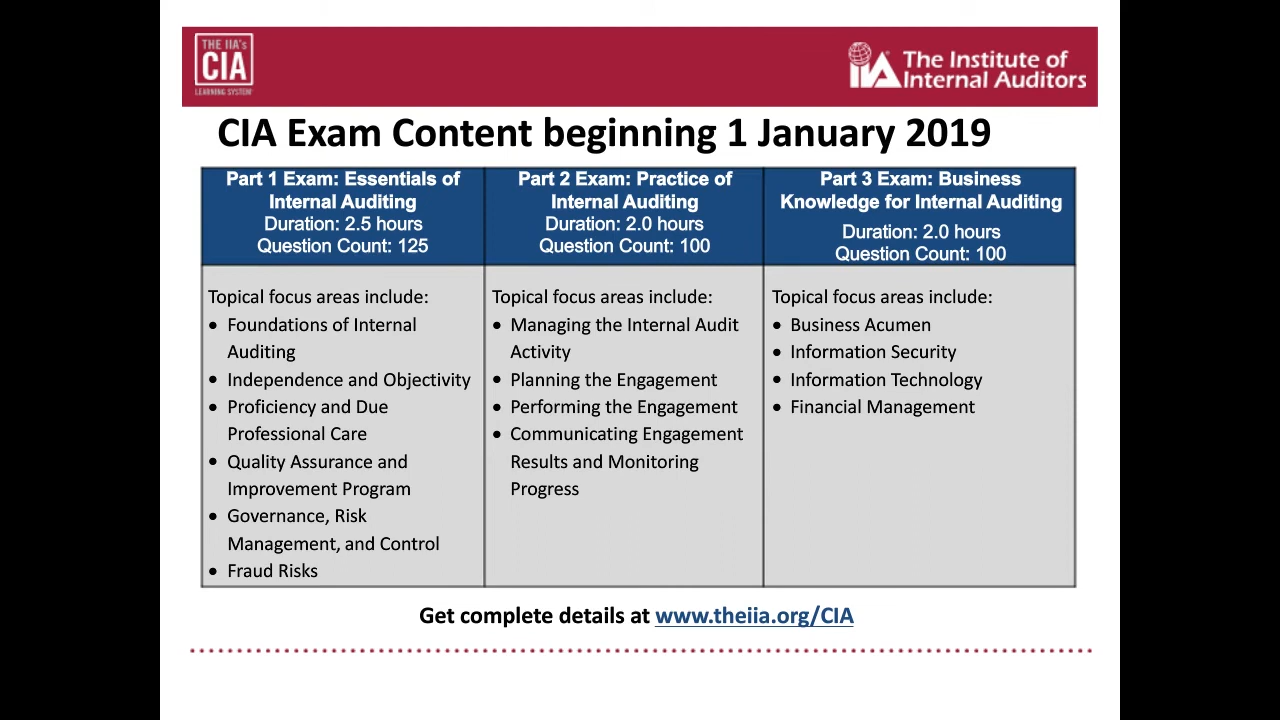 THE IIA's
CIA
LEARNING SYSTEM®
IIA® The Institute of
Internal Auditors
CIA Exam Content beginning 1 January 2019
Part 1 Exam: Essentials of
Internal Auditing
Duration: 2.5 hours
Question Count: 125
Part 2 Exam: Practice of
Internal Auditing
Duration: 2.0 hours
Question Count: 100
Part 3 Exam: Business
Knowledge for Internal Auditing
Duration: 2.0 hours
Question Count: 100
Topical focus areas include:
• Foundations of Internal
Auditing
• Independence and Objectivity
• Proficiency and Due
Professional Care
• Quality Assurance and
Improvement Program
• Governance, Risk
Management, and Control
• Fraud Risks
Topical focus areas include:
• Managing the Internal Audit
Activity
• Planning the Engagement
• Performing the Engagement
• Communicating Engagement
Results and Monitoring
Progress
Topical focus areas include:
• Business Acumen
• Information Security
• Information Technology
• Financial Management
Get complete details at www.theiia.org/CIA